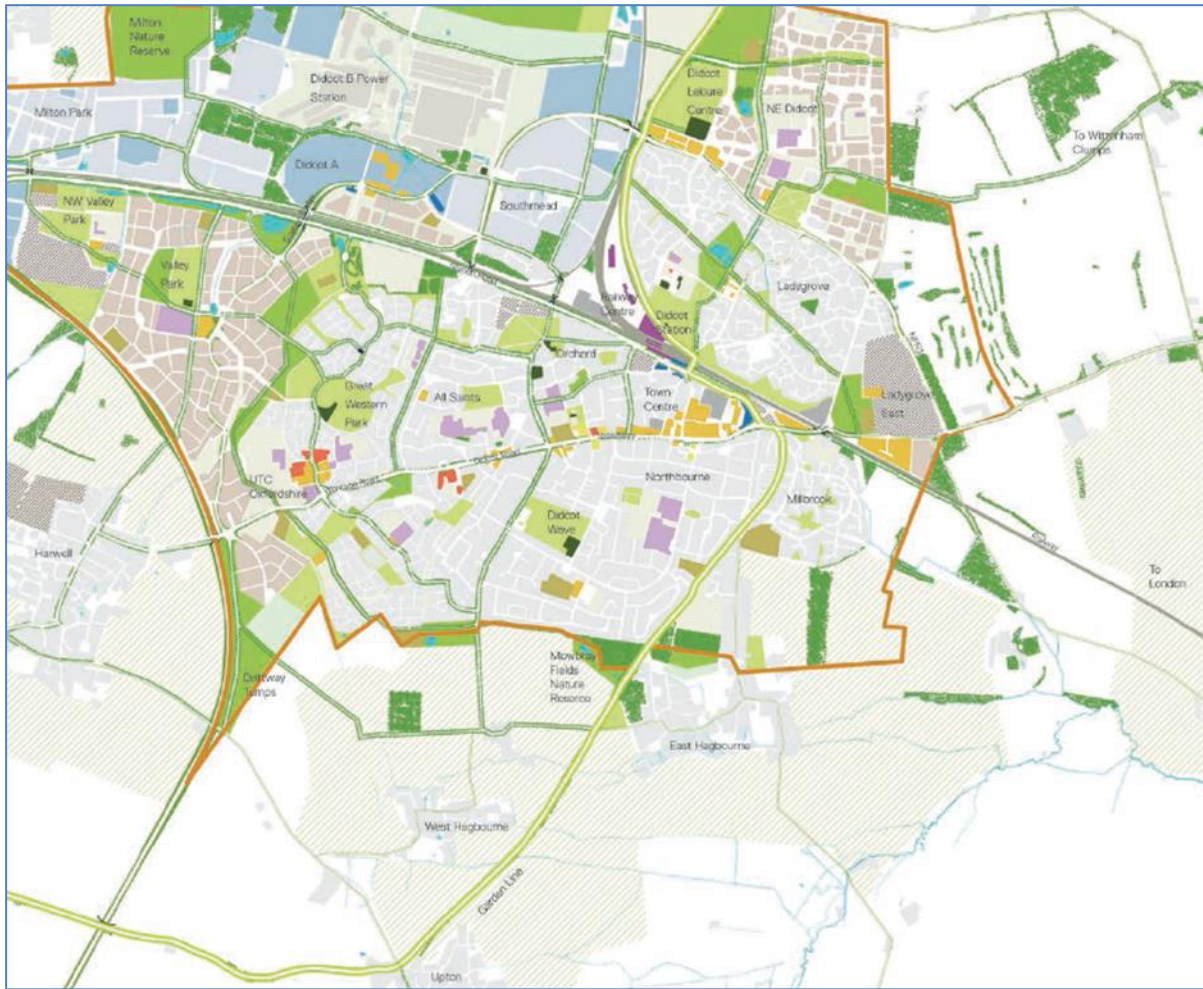 Milton
Nature
Reserve
Didcot B Power
Station
Didcot
Leisure
Centre
NE Didcot
Milton Park
To Wittenham
Clumps
Didcot A
NW Valley
Park
Southmead
Valley
Park
Ladygrove
Railway
Centre
Didcot
Station
Orchard
Great
Western
Park
All Saints
Town
Centre
Ladygrove
East
UTC
Oxfordshire
Northbourne
Millbrook
Didcot
Wave
Harwell
To
London
Driftway
Turnps
Mowbray
Fields
Nature
Reserve
East Hagbourne
West Hagbourne
Garden Line
Upton